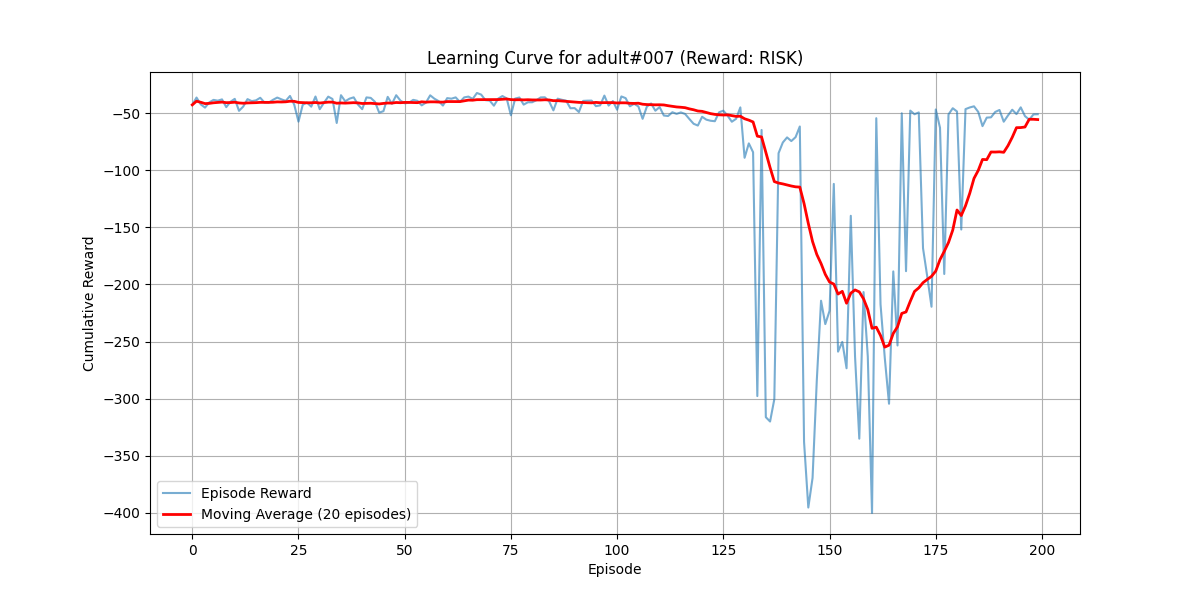 Learning Curve for adult#007 (Reward: RISK)
Cumulative Reward
−50
−100
−150
−200
−250
−300
−350
−400
Episode Reward
Moving Average (20 episodes)
0 25 50 75 100 125 150 175 200
Episode